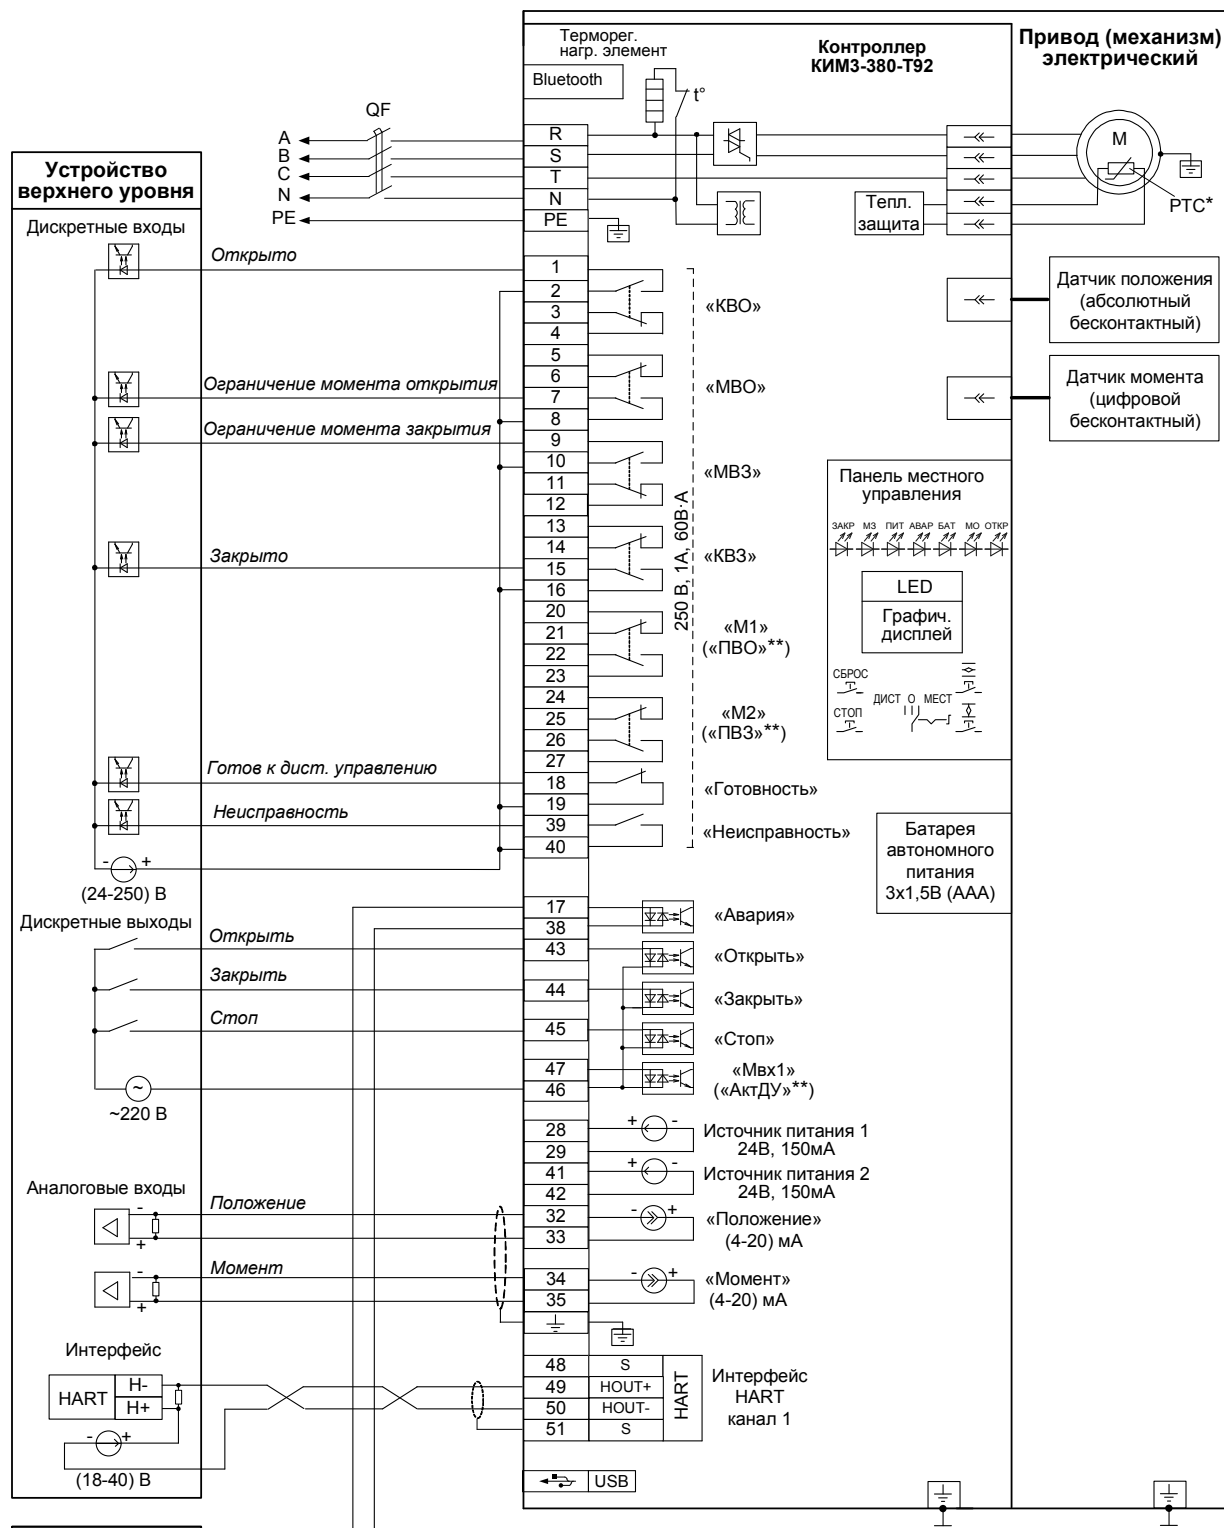 Терморег.
нагр. элемент
Bluetooth
Контроллер
КИМ3-380-Т92
Привод (механизм)
электрический
t°
QF
A
B
C
N
PE
R
S
T
N
PE
M
PTC*
Тепл.
защита
Устройство
верхнего уровня
Дискретные входы
Открыто
Ограничение момента открытия
Ограничение момента закрытия
Закрыто
Готов к дист. управлению
Неисправность
- +
(24-250) В
1
2
3
4
5
6
7
8
9
10
11
12
13
14
15
16
20
21
22
23
24
25
26
27
18
19
39
40
«КВО»
«МВО»
«МВЗ»
«КВЗ»
«М1»
(«ПВО»**)
«М2»
(«ПВЗ»**)
«Готовность»
«Неисправность»
250 В, 1А, 60В·А
Датчик положения
(абсолютный
бесконтактный)
Датчик момента
(цифровой
бесконтактный)
Панель местного
управления
ЗАКР МЗ ПИТ АВАР БАТ МО ОТКР
LED
Графич.
дисплей
СБРОС
СТОП
ДИСТ О МЕСТ
Батарея
автономного
питания
3х1,5В (ААА)
Дискретные выходы
Открыть
Закрыть
Стоп
~
~220 В
17
38
43
44
45
47
46
«Авария»
«Открыть»
«Закрыть»
«Стоп»
«Мвх1»
(«АктДУ»**)
28
29
41
42
+ -
Источник питания 1
24В, 150мА
+ -
Источник питания 2
24В, 150мА
Аналоговые входы
Положение
-
+
32
33
- +
«Положение»
(4-20) мА
Момент
-
+
34
35
- +
«Момент»
(4-20) мА
Интерфейс
HART
H-
H+
- +
(18-40) В
48 S
49 HOUT+
50 HOUT-
51 S
HART
Интерфейс
HART
канал 1
USB